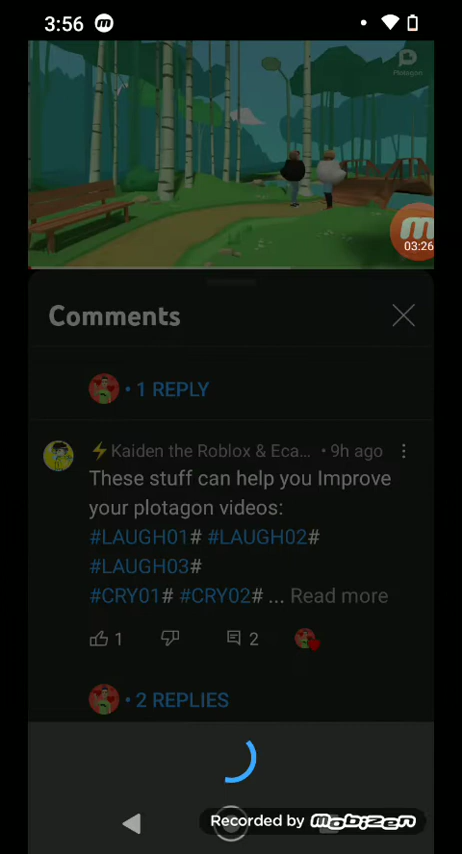 3:56
Plotagon
03:26
Comments
• 1 REPLY
⚡Kaiden the Roblox & Eca... • 9h ago
These stuff can help you Improve
your plotagon videos:
#LAUGH01# #LAUGH02#
#LAUGH03#
#CRY01# #CRY02# ... Read more
1
2
• 2 REPLIES
Recorded by mobizen